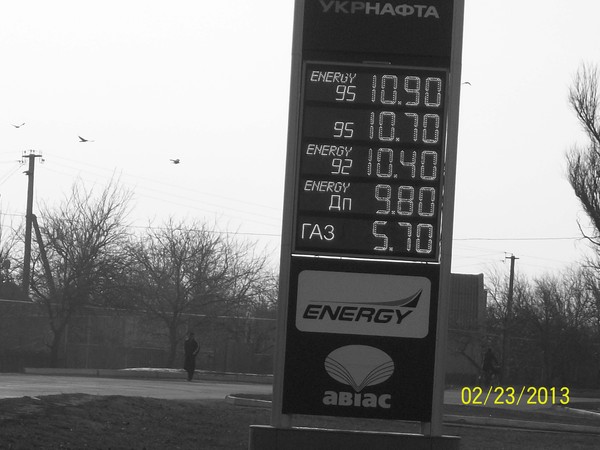 УКРНАФТА
ENERGY 95 10.90
95 10.70
ENERGY 92 10.40
ENERGY Дп 9.80
ГАЗ 5.70
ENERGY
авіас
02/23/2013